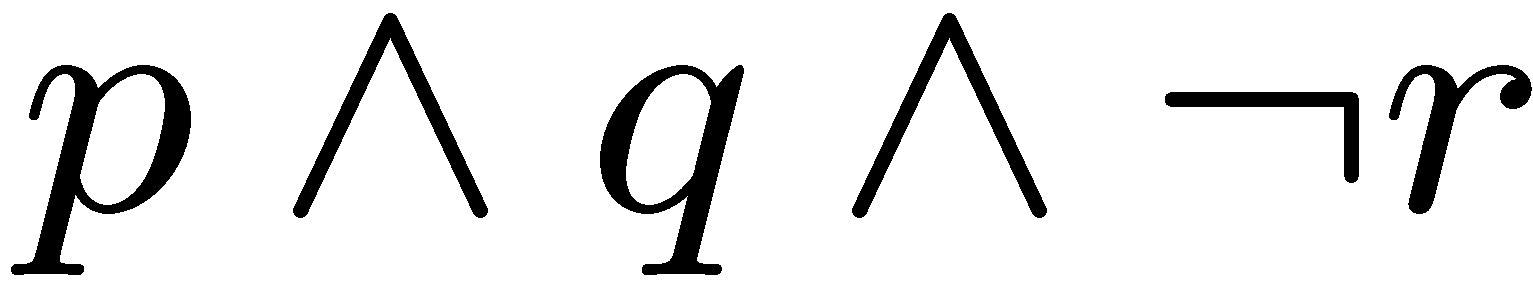 p ∧ q ∧ ¬r